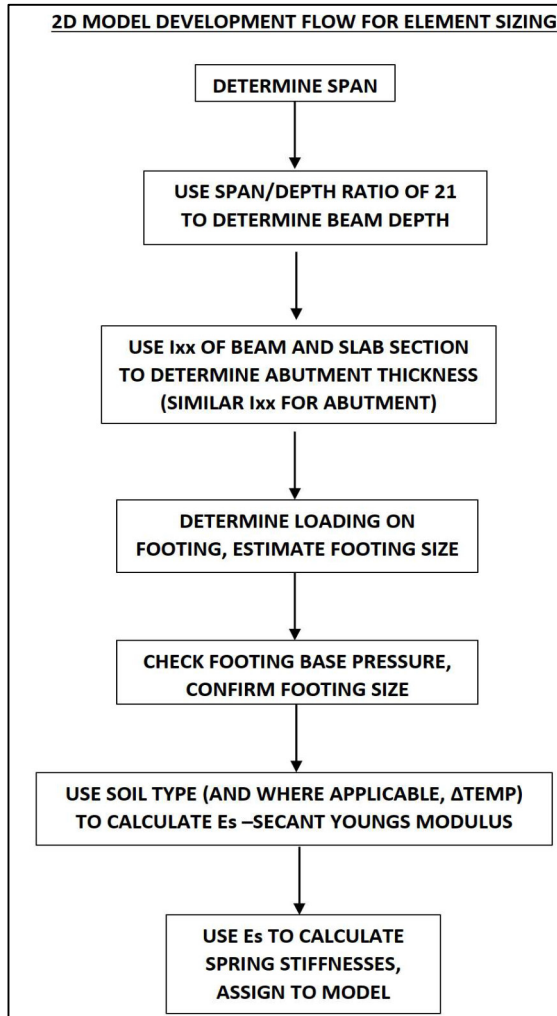 2D MODEL DEVELOPMENT FLOW FOR ELEMENT SIZING
DETERMINE SPAN
USE SPAN/DEPTH RATIO OF 21
TO DETERMINE BEAM DEPTH
USE Ixx OF BEAM AND SLAB SECTION
TO DETERMINE ABUTMENT THICKNESS
(SIMILAR Ixx FOR ABUTMENT)
DETERMINE LOADING ON
FOOTING, ESTIMATE FOOTING SIZE
CHECK FOOTING BASE PRESSURE,
CONFIRM FOOTING SIZE
USE SOIL TYPE (AND WHERE APPLICABLE, ΔTEMP)
TO CALCULATE Es –SECANT YOUNGS MODULUS
USE Es TO CALCULATE
SPRING STIFFNESSES,
ASSIGN TO MODEL